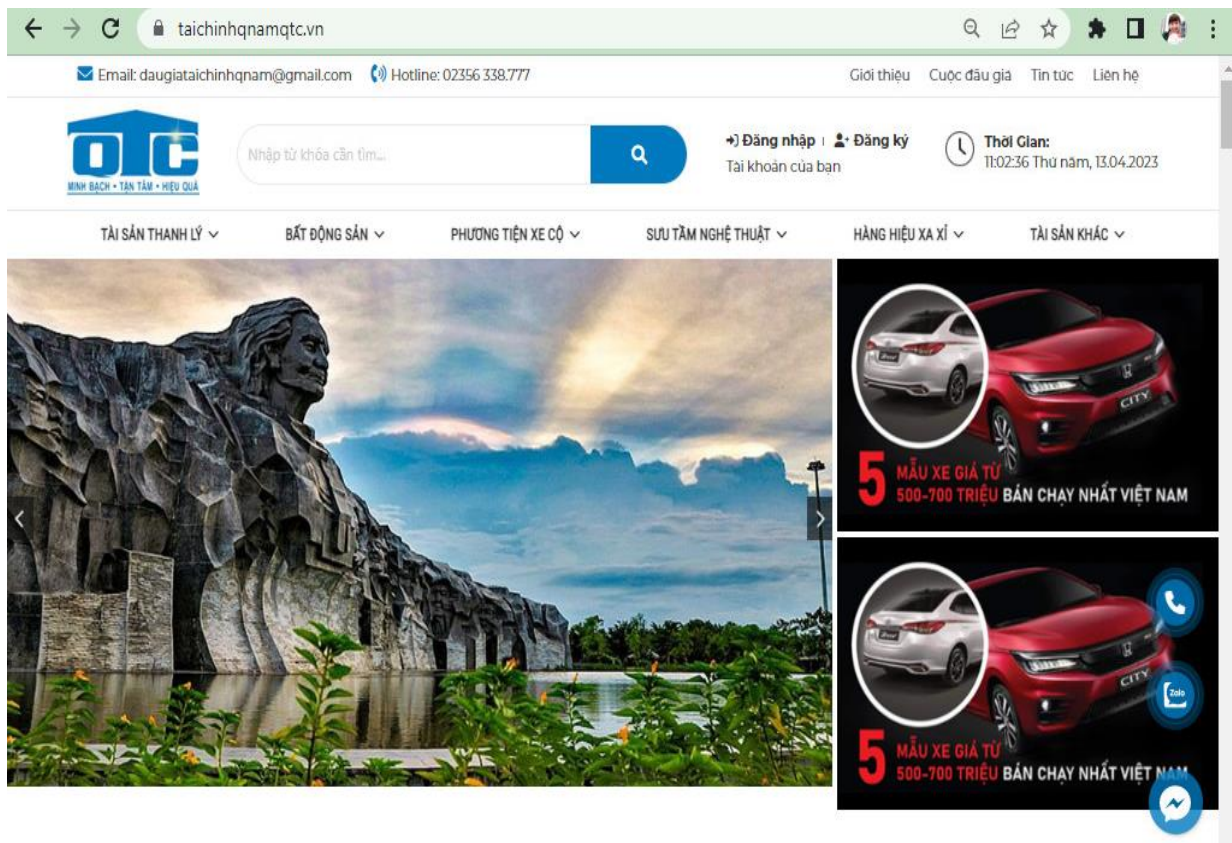 taichinhqnamqtc.vn
Email: daugiataichinhqnam@gmail.com Hotline: 02356 338.777 Giới thiệu Cuộc đấu giá Tin tức Liên hệ
QTC
MINH BẠCH • TẬN TÂM • HIỆU QUẢ
Nhập từ khóa cần tìm...
Đăng nhập Đăng ký
Tài khoản của bạn
Thời Gian:
11:02:36 Thứ năm, 13.04.2023
TÀI SẢN THANH LÝ BẤT ĐỘNG SẢN PHƯƠNG TIỆN XE CỘ SƯU TẦM NGHỆ THUẬT HÀNG HIỆU XA XỈ TÀI SẢN KHÁC
CITY
5 MẪU XE GIÁ TỪ
500-700 TRIỆU BÁN CHẠY NHẤT VIỆT NAM
CITY
Zalo
5 MẪU XE GIÁ TỪ
500-700 TRIỆU BÁN CHẠY NHẤT VIỆT NAM